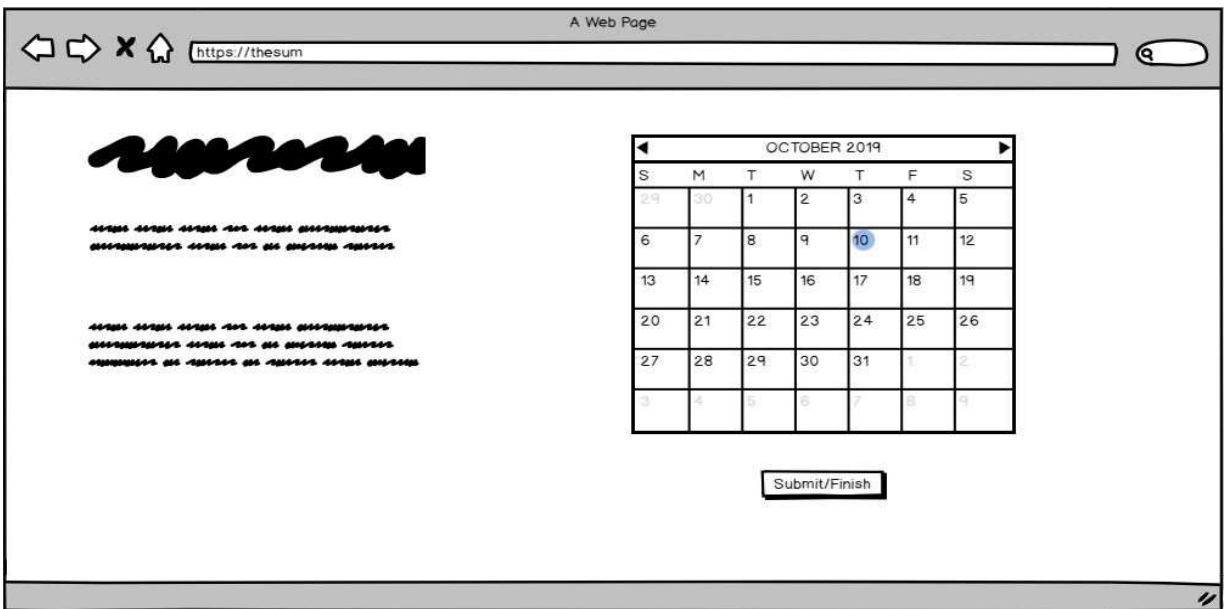 A Web Page
https://thesum
OCTOBER 2019
S M T W T F S
29 30 1 2 3 4 5
6 7 8 9 10 11 12
13 14 15 16 17 18 19
20 21 22 23 24 25 26
27 28 29 30 31 1 2
3 4 5 6 7 8 9
Submit/Finish